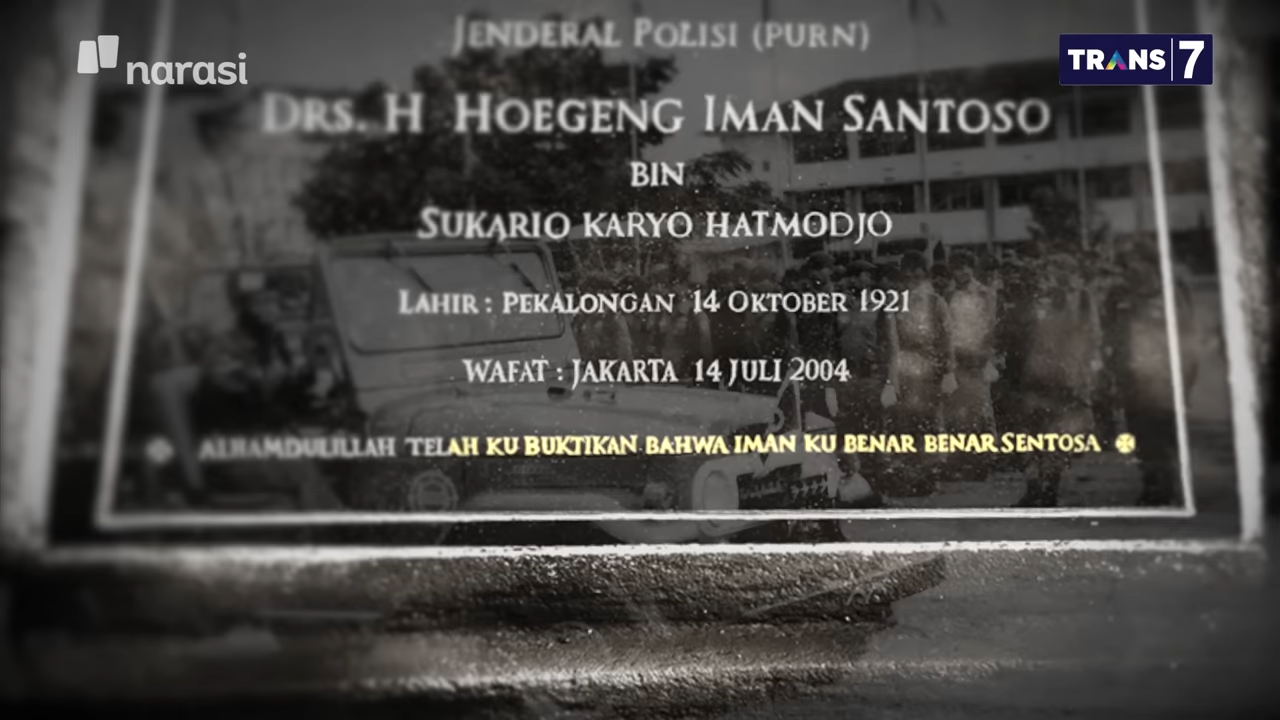 narasi
TRANS 7
JENDERAL POLISI (PURN)
DRS. H HOEGENG IMAN SANTOSO
BIN
SUKARIO KARYO HATMODJO
LAHIR : PEKALONGAN 14 OKTOBER 1921
WAFAT : JAKARTA 14 JULI 2004
ALHAMDULILLAH TELAH KU BUKTIKAN BAHWA IMAN KU BENAR BENAR SENTOSA